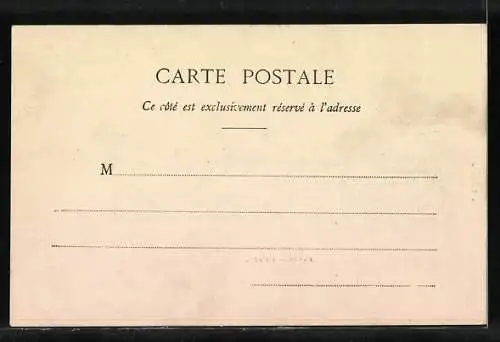 CARTE POSTALE
Ce côté est exclusivement réservé à l'adresse
M